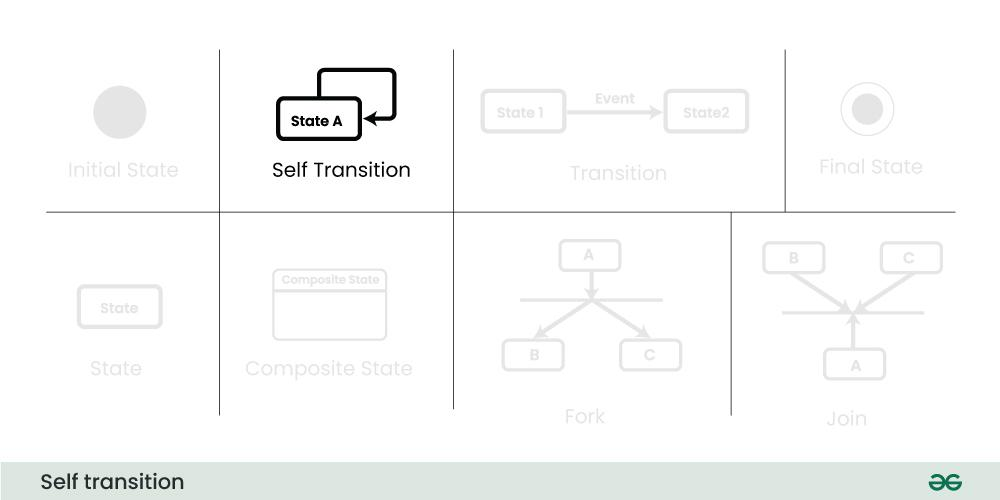 State A
Event
State 1
State2
Initial State
Self Transition
Transition
Final State
Composite State
State
State
Composite State
A
B
C
Fork
B
C
A
Join
Self transition